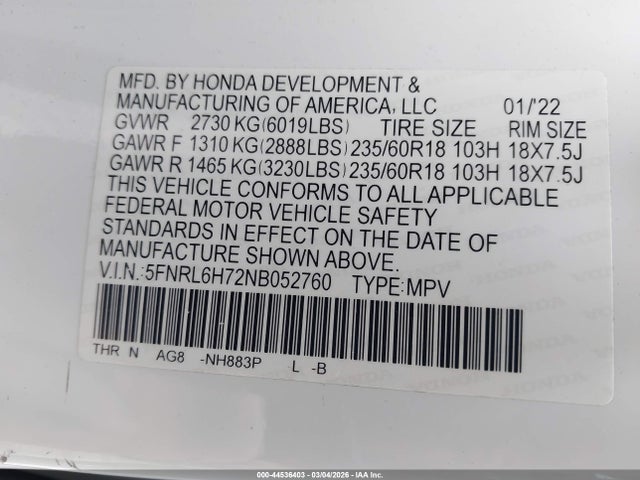 MFD. BY HONDA DEVELOPMENT &
MANUFACTURING OF AMERICA, LLC 01/'22
GVWR 2730 KG(6019LBS) TIRE SIZE RIM SIZE
GAWR F 1310 KG(2888LBS) 235/60R18 103H 18X7.5J
GAWR R 1465 KG(3230LBS) 235/60R18 103H 18X7.5J
THIS VEHICLE CONFORMS TO ALL APPLICABLE
FEDERAL MOTOR VEHICLE SAFETY
STANDARDS IN EFFECT ON THE DATE OF
MANUFACTURE SHOWN ABOVE.
V.I.N.:5FNRL6H72NB052760 TYPE:MPV
THR N AG8 -NH883P L -B
000-44536403 - 03/04/2026 - IAA Inc.